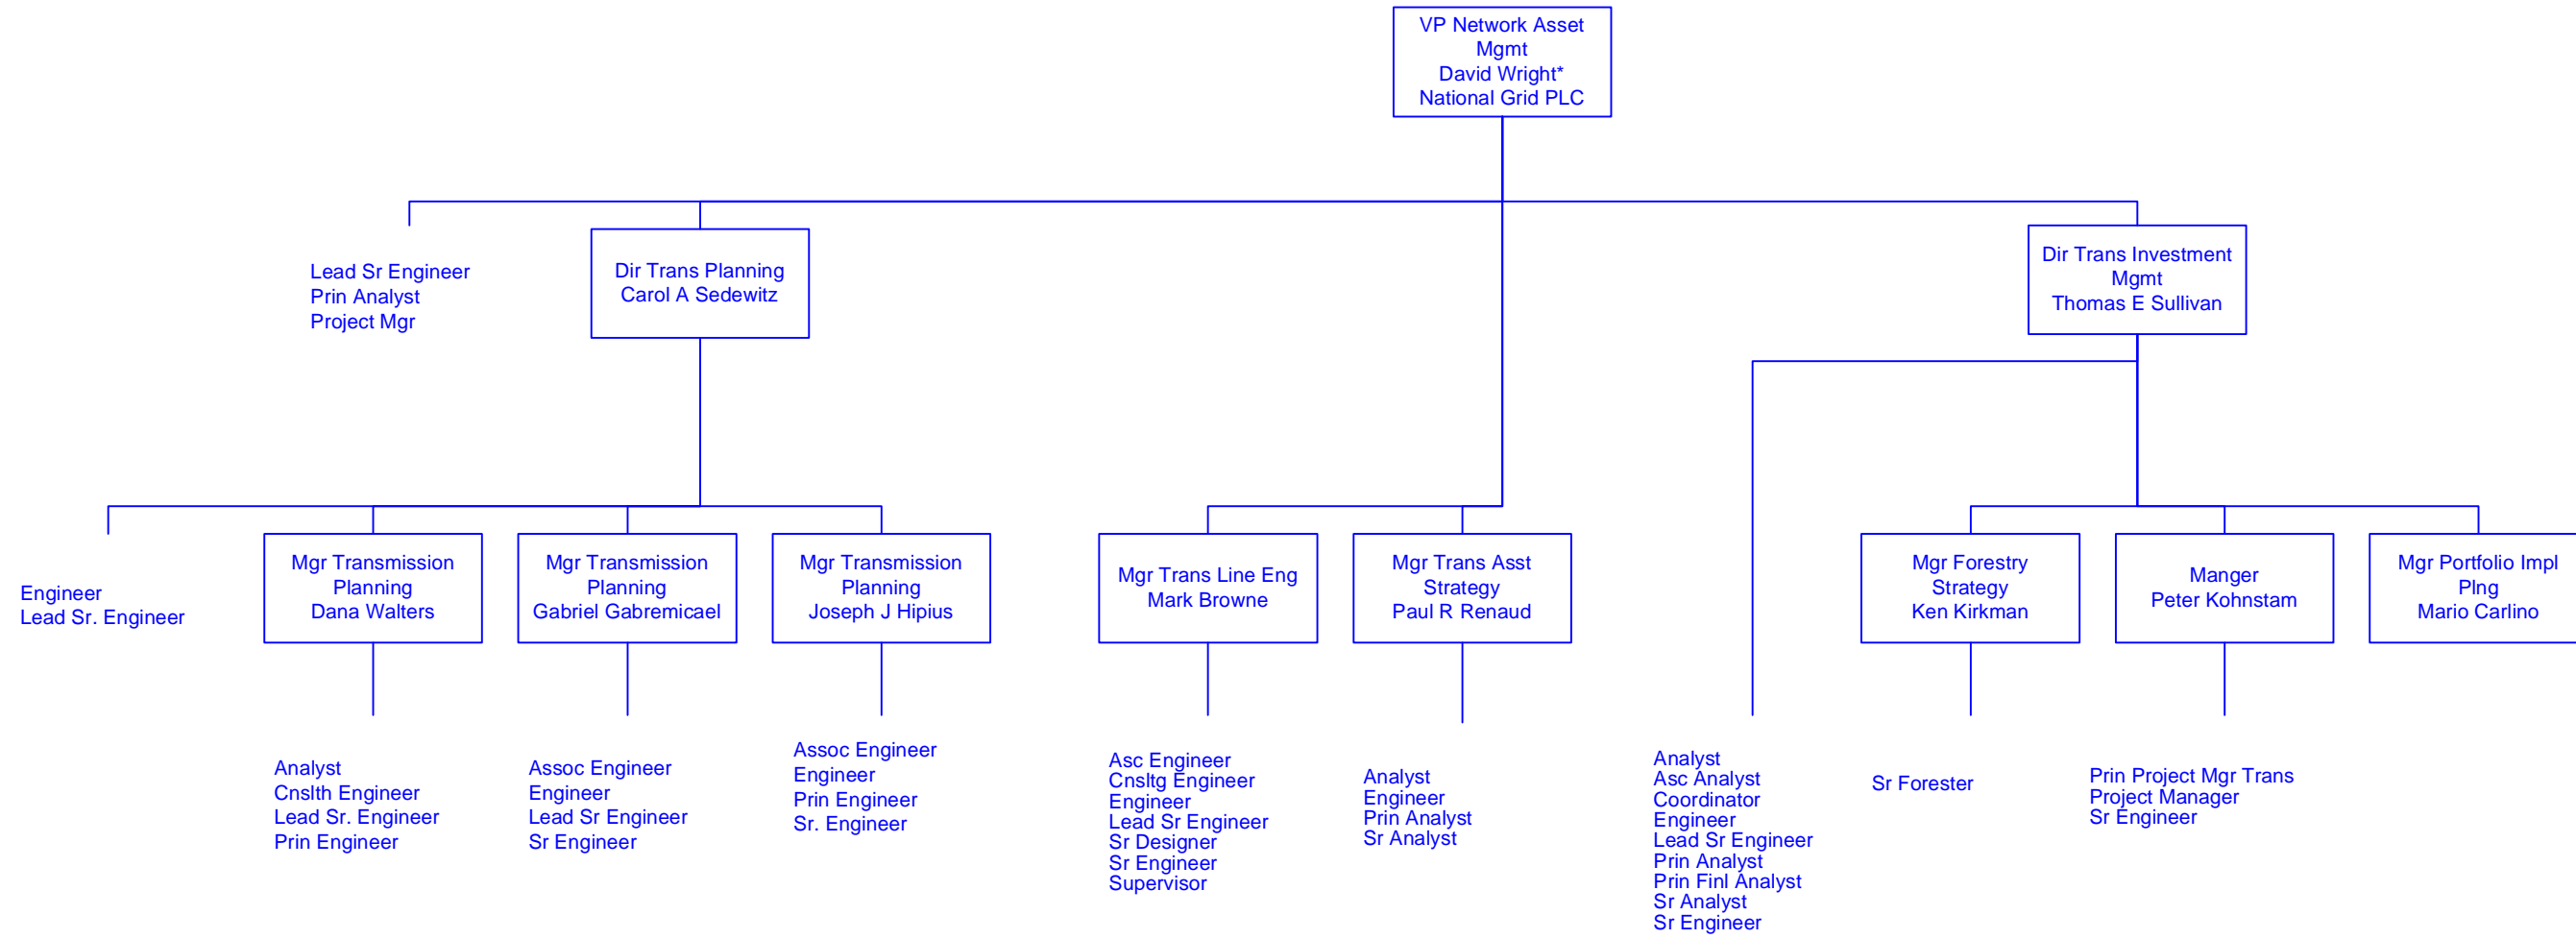 VP Network Asset
Mgmt
David Wright*
National Grid PLC
Lead Sr Engineer
Prin Analyst
Project Mgr
Dir Trans Planning
Carol A Sedewitz
Dir Trans Investment
Mgmt
Thomas E Sullivan
Engineer
Lead Sr. Engineer
Mgr Transmission
Planning
Dana Walters
Mgr Transmission
Planning
Gabriel Gabremicael
Mgr Transmission
Planning
Joseph J Hipius
Mgr Trans Line Eng
Mark Browne
Mgr Trans Asst
Strategy
Paul R Renaud
Mgr Forestry
Strategy
Ken Kirkman
Manger
Peter Kohnstam
Mgr Portfolio Impl
Plng
Mario Carlino
Analyst
Cnslth Engineer
Lead Sr. Engineer
Prin Engineer
Assoc Engineer
Engineer
Lead Sr Engineer
Sr Engineer
Assoc Engineer
Engineer
Prin Engineer
Sr. Engineer
Asc Engineer
Cnsltg Engineer
Engineer
Lead Sr Engineer
Sr Designer
Sr Engineer
Supervisor
Analyst
Engineer
Prin Analyst
Sr Analyst
Analyst
Asc Analyst
Coordinator
Engineer
Lead Sr Engineer
Prin Analyst
Prin Finl Analyst
Sr Analyst
Sr Engineer
Sr Forester
Prin Project Mgr Trans
Project Manager
Sr Engineer